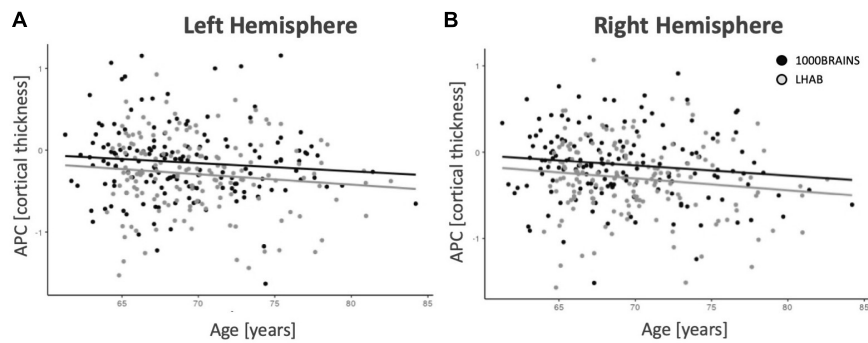 A
Left Hemisphere
APC [cortical thickness]
1
0
-1
65
70
75
80
85
Age [years]
B
Right Hemisphere
1000BRAINS
LHAB
APC [cortical thickness]
1
0
-1
65
70
75
80
85
Age [years]